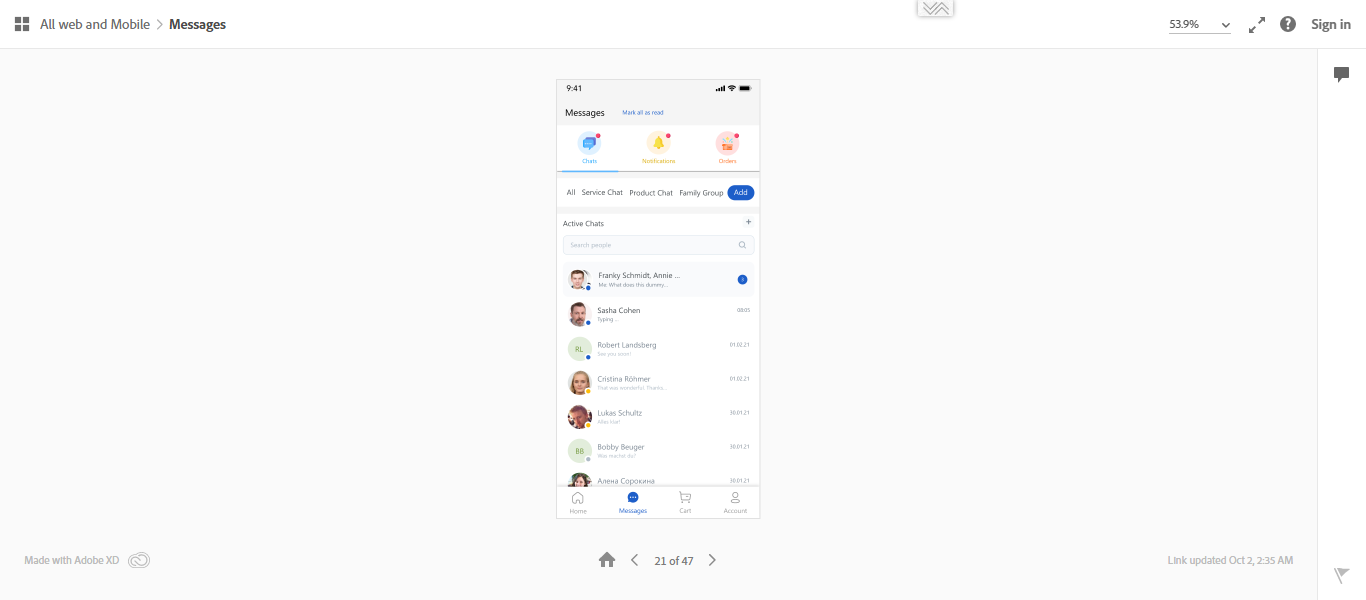 All web and Mobile > Messages
53.9%
Sign in
9:41
Messages Mark all as read
Chats Notifications Orders
All Service Chat Product Chat Family Group Add
Active Chats +
Search people
Franky Schmidt, Annie ...
Me: What does this dummy...
Sasha Cohen 08:05
Typing ...
RL
Robert Landsberg 01.02.21
See you soon!
Cristina Röhmer 01.02.21
That was wonderful. Thanks...
Lukas Schultz 30.01.21
Alles klar!
BB
Bobby Beuger 30.01.21
Was machst du?
Алена Сорокина 30.01.21
Home Messages Cart Account
Made with Adobe XD
21 of 47
Link updated Oct 2, 2:35 AM